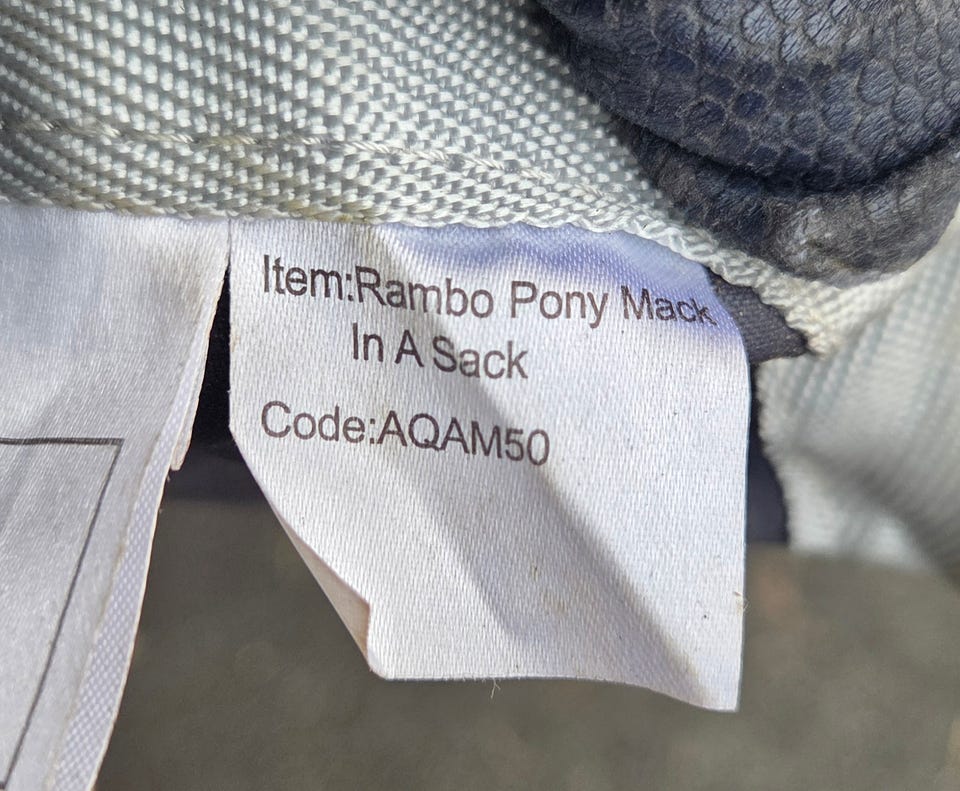 Item:Rambo Pony Mack
In A Sack
Code:AQAM50